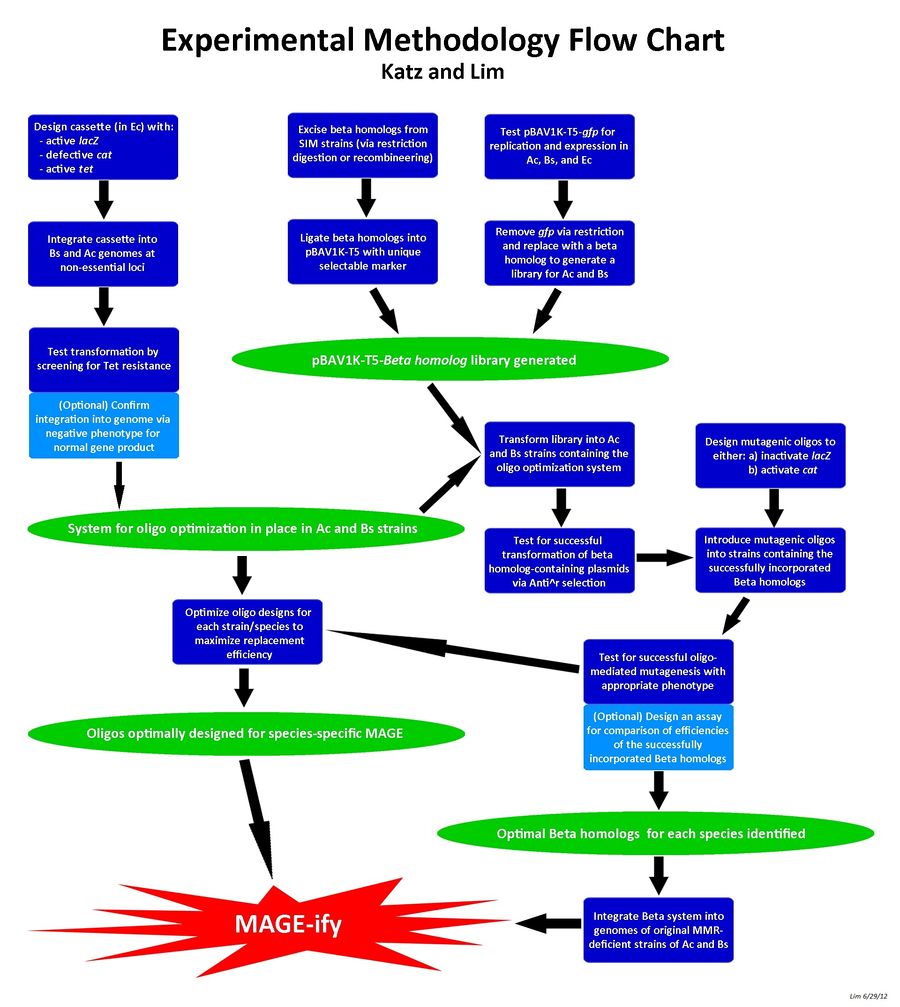 Experimental Methodology Flow Chart
Katz and Lim
Design cassette (in Ec) with:
- active lacZ
- defective cat
- active tet
Excise beta homologs from
SIM strains (via restriction
digestion or recombineering)
Test pBAV1K-T5-gfp for
replication and expression in
Ac, Bs, and Ec
Integrate cassette into
Bs and Ac genomes at
non-essential loci
Ligate beta homologs into
pBAV1K-T5 with unique
selectable marker
Remove gfp via restriction
and replace with a beta
homolog to generate a
library for Ac and Bs
Test transformation by
screening for Tet resistance
(Optional) Confirm
integration into genome via
negative phenotype for
normal gene product
pBAV1K-T5-Beta homolog library generated
Transform library into Ac
and Bs strains containing the
oligo optimization system
Design mutagenic oligos to
either: a) inactivate lacZ
b) activate cat
System for oligo optimization in place in Ac and Bs strains
Test for successful
transformation of beta
homolog-containing plasmids
via Anti^r selection
Introduce mutagenic oligos
into strains containing the
successfully incorporated
Beta homologs
Optimize oligo designs for
each strain/species to
maximize replacement
efficiency
Test for successful oligo-
mediated mutagenesis with
appropriate phenotype
(Optional) Design an assay
for comparison of efficiencies
of the successfully
incorporated Beta homologs
Oligos optimally designed for species-specific MAGE
Optimal Beta homologs for each species identified
MAGE-ify
Integrate Beta system into
genomes of original MMR-
deficient strains of Ac and Bs
Lim 6/29/12